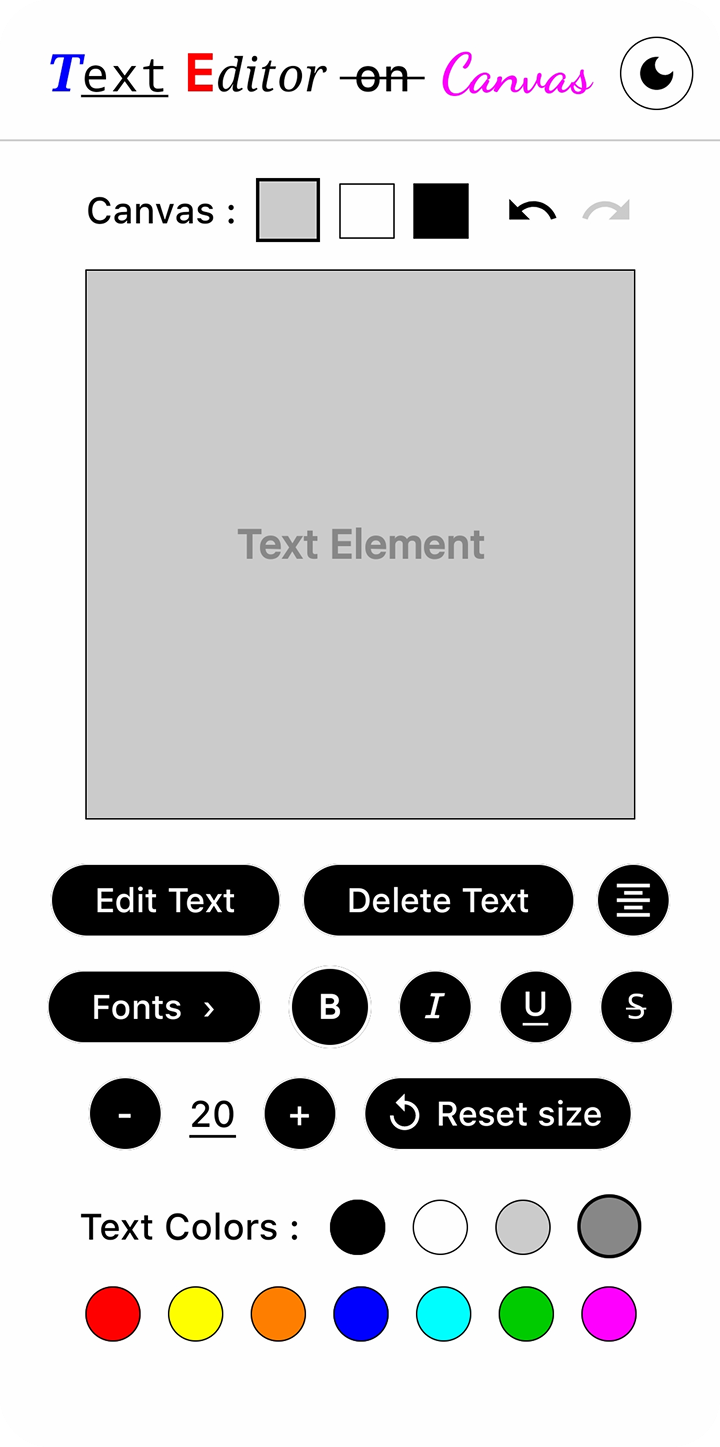 Text Editor on Canvas
Canvas :
Text Element
Edit Text Delete Text
Fonts › B I U S
- 20 + Reset size
Text Colors :